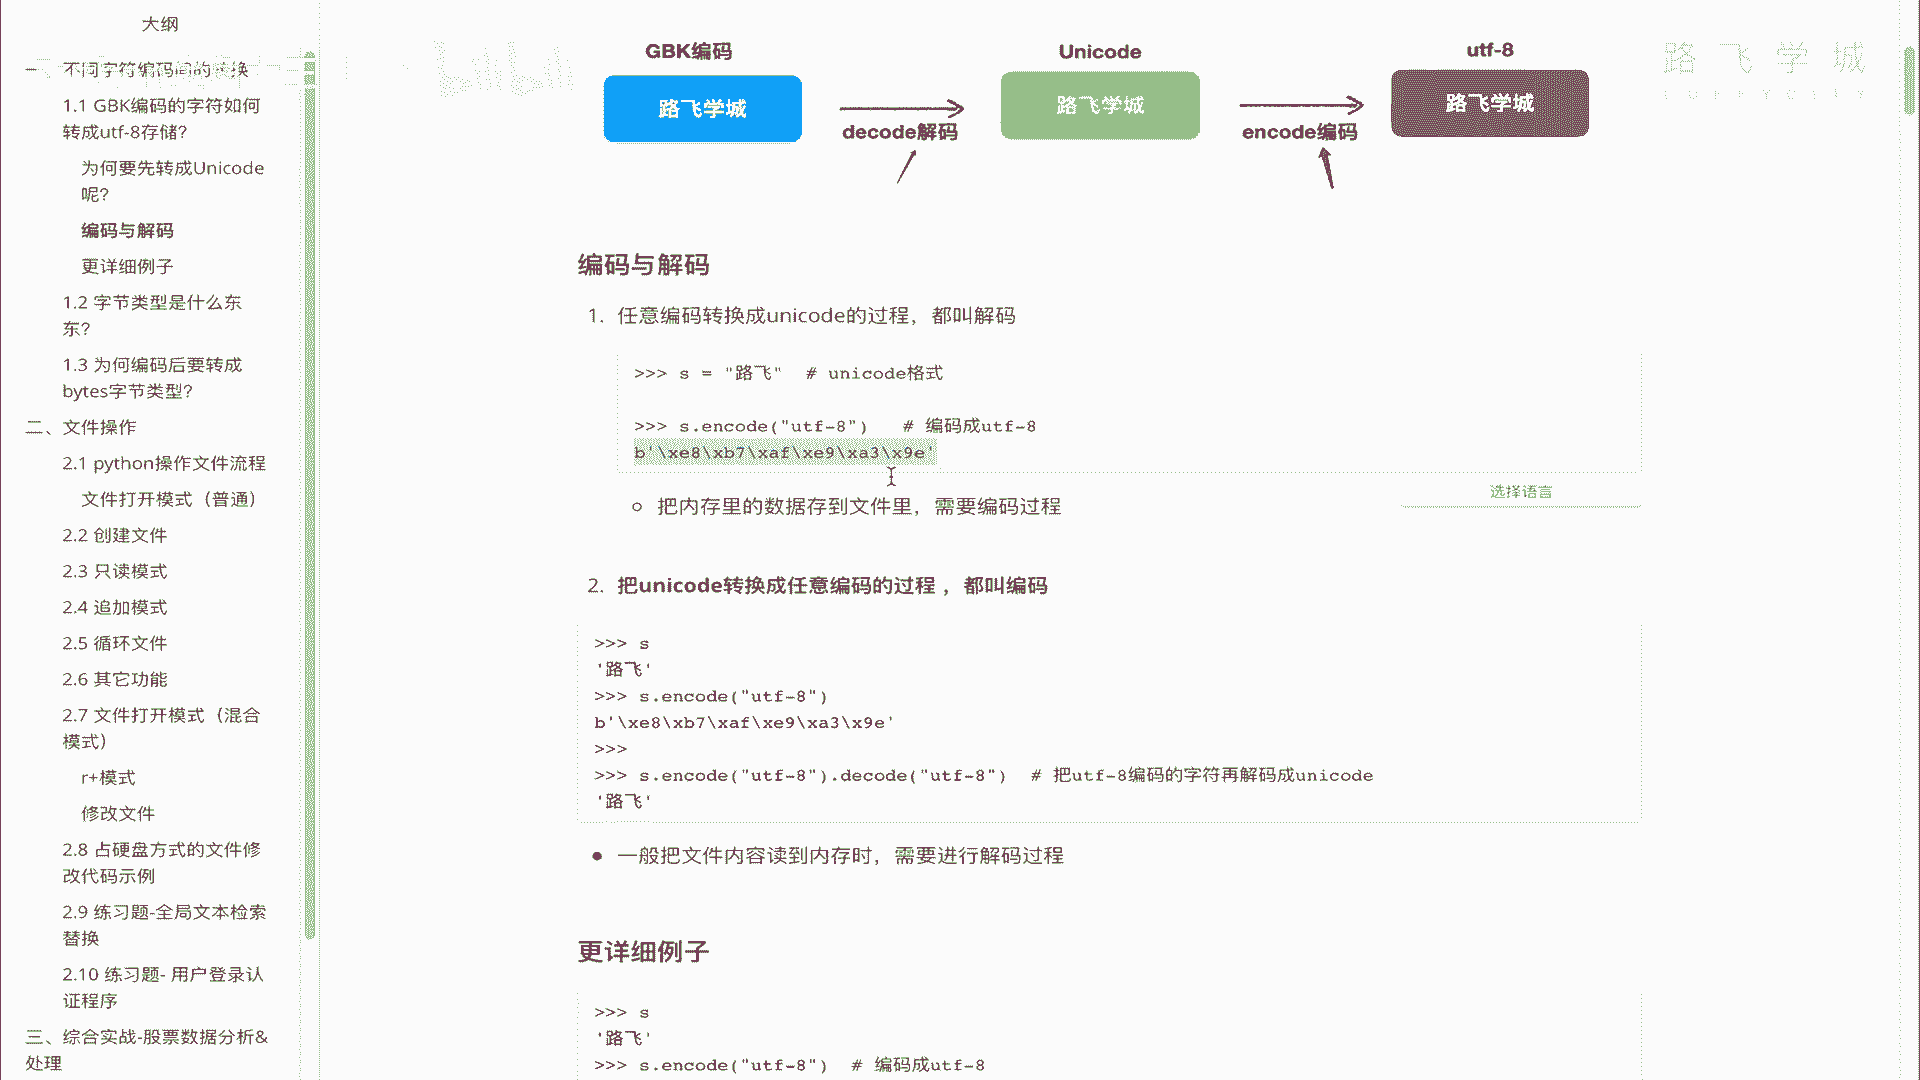 大纲
一、不同字符编码间的转换
1.1 GBK编码的字符如何
转成utf-8存储？
为何要先转成Unicode
呢？
编码与解码
更详细例子
1.2 字节类型是什么东
东？
1.3 为何编码后要转成
bytes字节类型？
二、文件操作
2.1 python操作文件流程
文件打开模式（普通）
2.2 创建文件
2.3 只读模式
2.4 追加模式
2.5 循环文件
2.6 其它功能
2.7 文件打开模式（混合
模式）
r+模式
修改文件
2.8 占硬盘方式的文件修
改代码示例
2.9 练习题-全局文本检索
替换
2.10 练习题- 用户登录认
证程序
三、综合实战-股票数据分析&
处理
GBK编码
Unicode
utf-8
路飞学城
路飞学城
路飞学城
decode解码
encode编码
路飞学城
LUFFYCITY
编码与解码
1. 任意编码转换成unicode的过程，都叫解码
>>> s = "路飞"  # unicode格式
>>> s.encode("utf-8")   # 编码成utf-8
b'\xe8\xb7\xaf\xe9\xa3\x9e'
选择语言
把内存里的数据存到文件里，需要编码过程
2. 把unicode转换成任意编码的过程 ，都叫编码
>>> s
'路飞'
>>> s.encode("utf-8")
b'\xe8\xb7\xaf\xe9\xa3\x9e'
>>>
>>> s.encode("utf-8").decode("utf-8")  # 把utf-8编码的字符再解码成unicode
'路飞'
一般把文件内容读到内存时，需要进行解码过程
更详细例子
>>> s
'路飞'
>>> s.encode("utf-8")  # 编码成utf-8